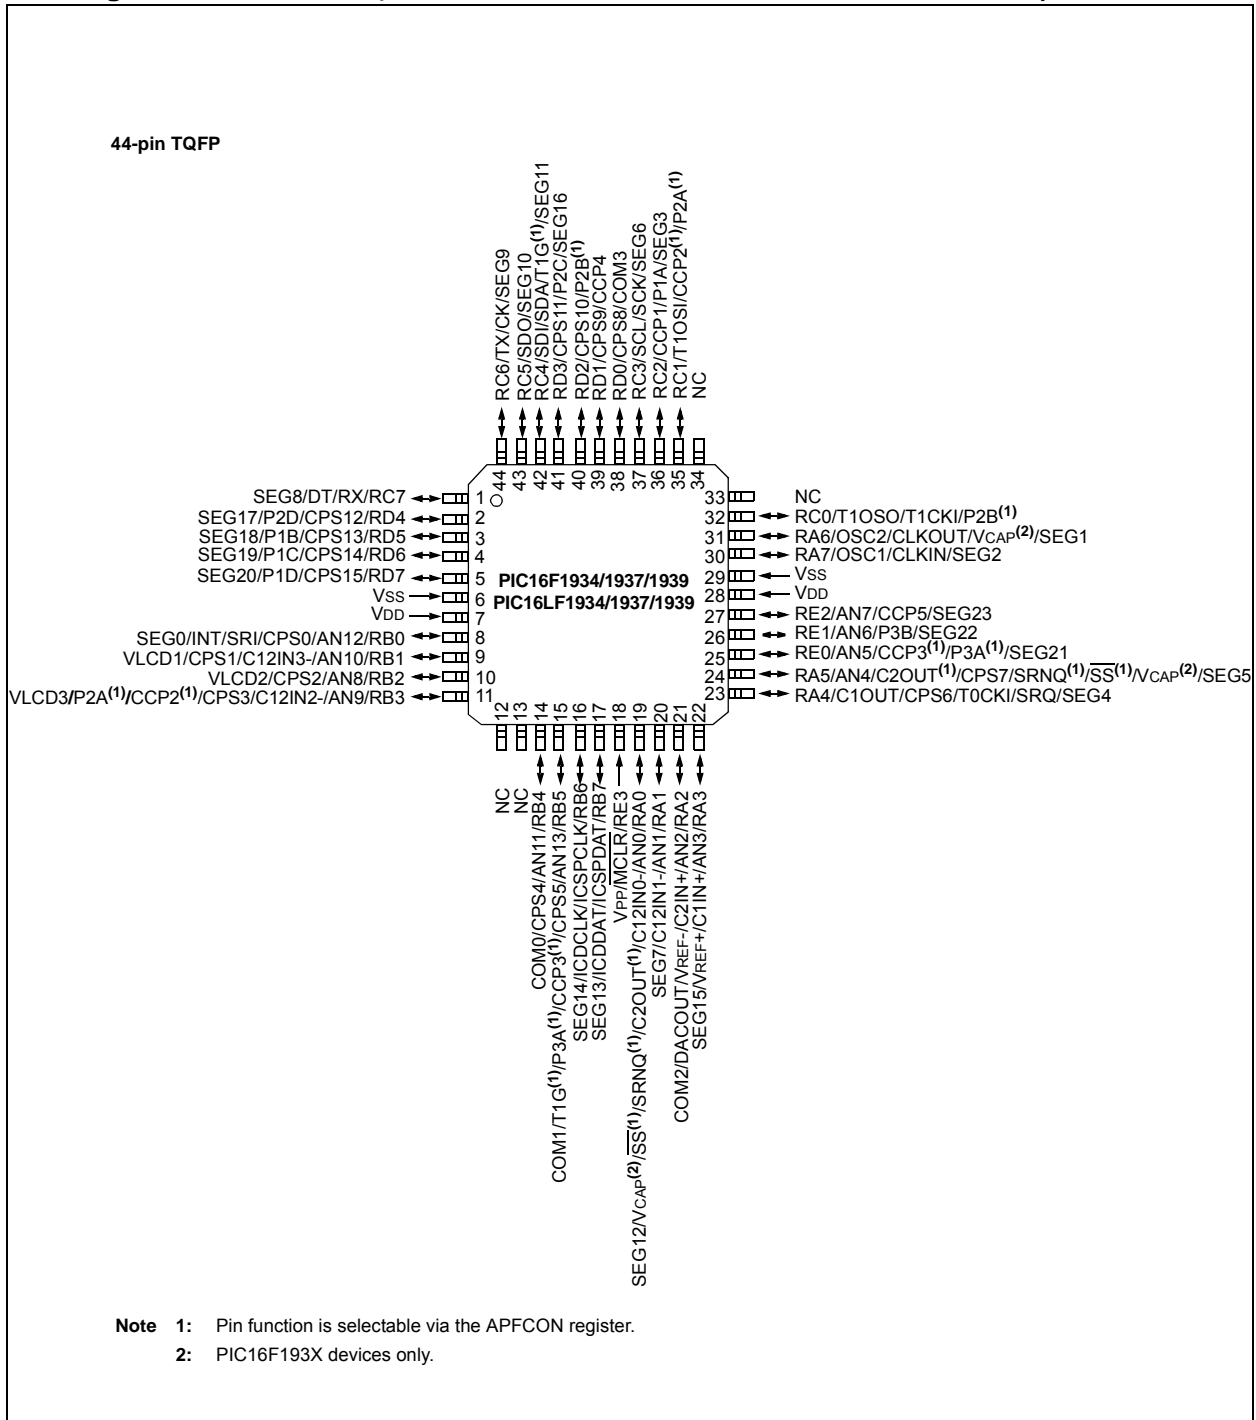 44-pin TQFP
RC6/TX/CK/SEG9
RC5/SDO/SEG10
RC4/SDI/SDA/T1G(1)/SEG11
RD3/CPS11/P2C/SEG16
RD2/CPS10/P2B(1)
RD1/CPS9/CCP4
RD0/CPS8/COM3
RC3/SCL/SCK/SEG6
RC2/CCP1/P1A/SEG3
RC1/T1OSI/CCP2(1)/P2A(1)
NC
44
43
42
41
40
39
38
37
36
35
34
SEG8/DT/RX/RC7 1
SEG17/P2D/CPS12/RD4 2
SEG18/P1B/CPS13/RD5 3
SEG19/P1C/CPS14/RD6 4
SEG20/P1D/CPS15/RD7 5
VSS 6
VDD 7
SEG0/INT/SRI/CPS0/AN12/RB0 8
VLCD1/CPS1/C12IN3-/AN10/RB1 9
VLCD2/CPS2/AN8/RB2 10
VLCD3/P2A(1)/CCP2(1)/CPS3/C12IN2-/AN9/RB3 11
PIC16F1934/1937/1939
PIC16LF1934/1937/1939
33 NC
32 RC0/T1OSO/T1CKI/P2B(1)
31 RA6/OSC2/CLKOUT/VCAP(2)/SEG1
30 RA7/OSC1/CLKIN/SEG2
29 VSS
28 VDD
27 RE2/AN7/CCP5/SEG23
26 RE1/AN6/P3B/SEG22
25 RE0/AN5/CCP3(1)/P3A(1)/SEG21
24 RA5/AN4/C2OUT(1)/CPS7/SRNQ(1)/SS(1)/VCAP(2)/SEG5
23 RA4/C1OUT/CPS6/T0CKI/SRQ/SEG4
12
13
14
15
16
17
18
19
20
21
22
NC
NC
COM0/CPS4/AN11/RB4
COM1/T1G(1)/P3A(1)/CCP3(1)/CPS5/AN13/RB5
SEG14/ICDCLK/ICSPCLK/RB6
SEG13/ICDDAT/ICSPDAT/RB7
VPP/MCLR/RE3
SEG12/VCAP(2)/SS(1)/SRNQ(1)/C2OUT(1)/C12IN0-/AN0/RA0
SEG7/C12IN1-/AN1/RA1
COM2/DACOUT/VREF-/C2IN+/AN2/RA2
SEG15/VREF+/C1IN+/AN3/RA3
Note 1: Pin function is selectable via the APFCON register.
2: PIC16F193X devices only.